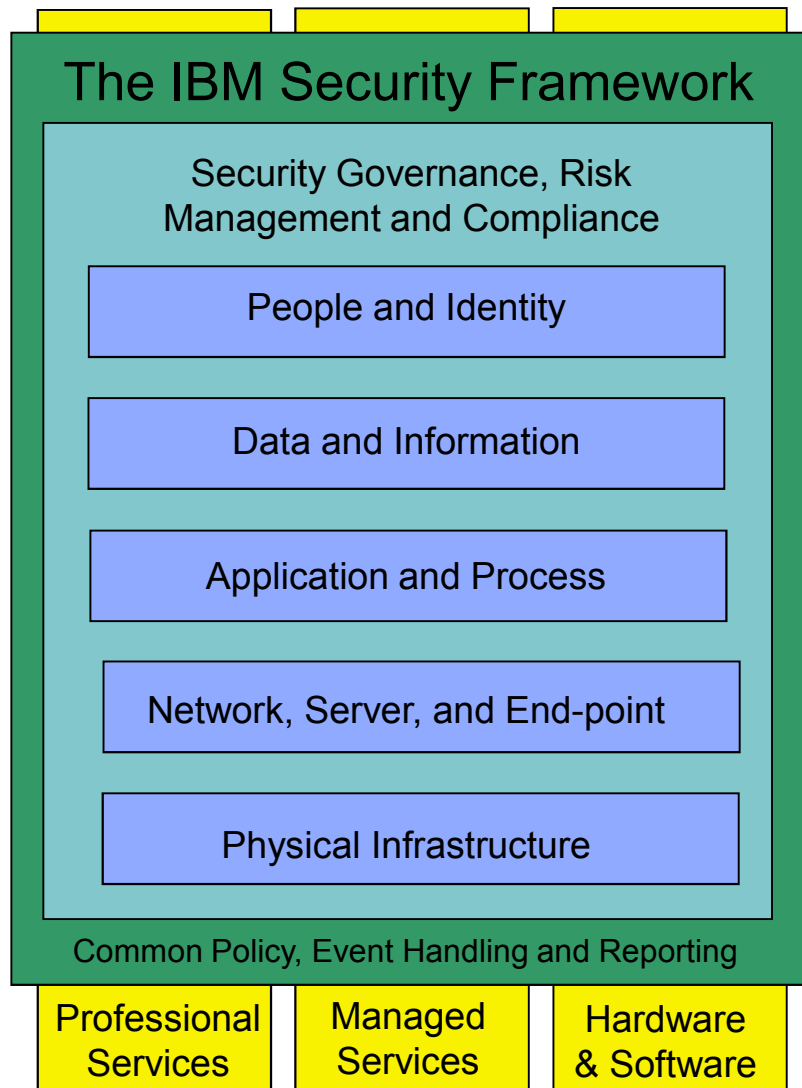 The IBM Security Framework
Security Governance, Risk
Management and Compliance
People and Identity
Data and Information
Application and Process
Network, Server, and End-point
Physical Infrastructure
Common Policy, Event Handling and Reporting
Professional
Services
Managed
Services
Hardware
& Software